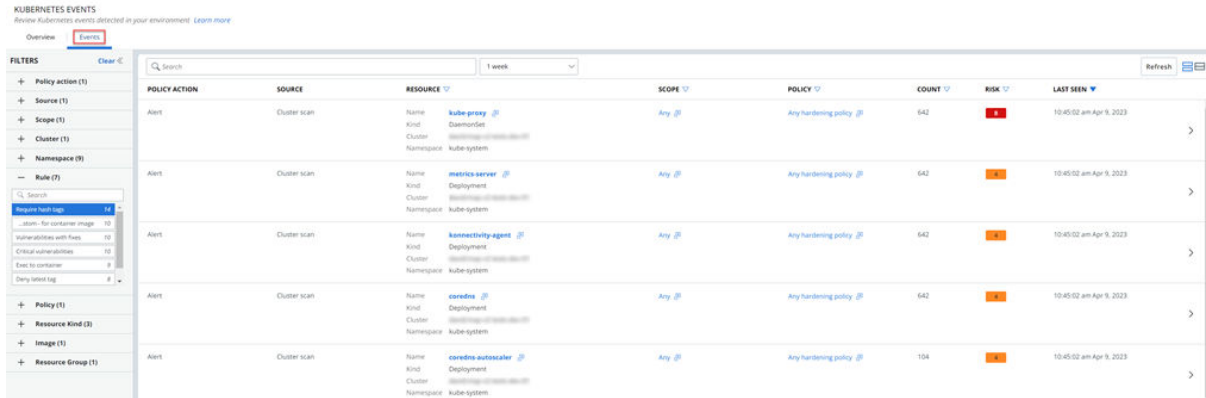 KUBERNETES EVENTS
Review Kubernetes events detected in your environment Learn more
Overview Events
FILTERS Clear
Policy action (1)
Source (1)
Scope (1)
Cluster (1)
Namespace (9)
Rule (7)
Search
Require hash tags 14
...stom- for container image 10
Vulnerabilities with fixes 10
Critical vulnerabilities 10
Exec to container 9
Deny latest tag 8
Policy (1)
Resource Kind (3)
Image (1)
Resource Group (1)
Search 1 week Refresh
POLICY ACTION SOURCE RESOURCE SCOPE POLICY COUNT RISK LAST SEEN
Alert Cluster scan Name kube-proxy Any Any hardening policy 642 8 10:45:02 am Apr 9, 2023
Kind DaemonSet
Cluster
Namespace kube-system
Alert Cluster scan Name metrics-server Any Any hardening policy 642 10:45:02 am Apr 9, 2023
Kind Deployment
Cluster
Namespace kube-system
Alert Cluster scan Name konnectivity-agent Any Any hardening policy 642 10:45:02 am Apr 9, 2023
Kind Deployment
Cluster
Namespace kube-system
Alert Cluster scan Name coredns Any Any hardening policy 642 10:45:02 am Apr 9, 2023
Kind Deployment
Cluster
Namespace kube-system
Alert Cluster scan Name coredns-autoscaler Any Any hardening policy 104 10:45:02 am Apr 9, 2023
Kind Deployment
Cluster
Namespace kube-system